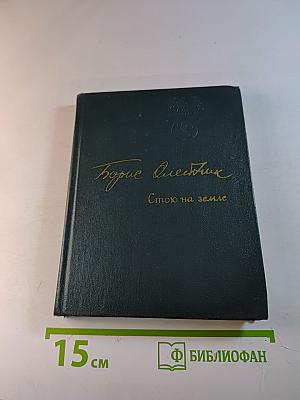 Борис Олейник
Стою на земле
15 см
Ф БИБЛИОФАН